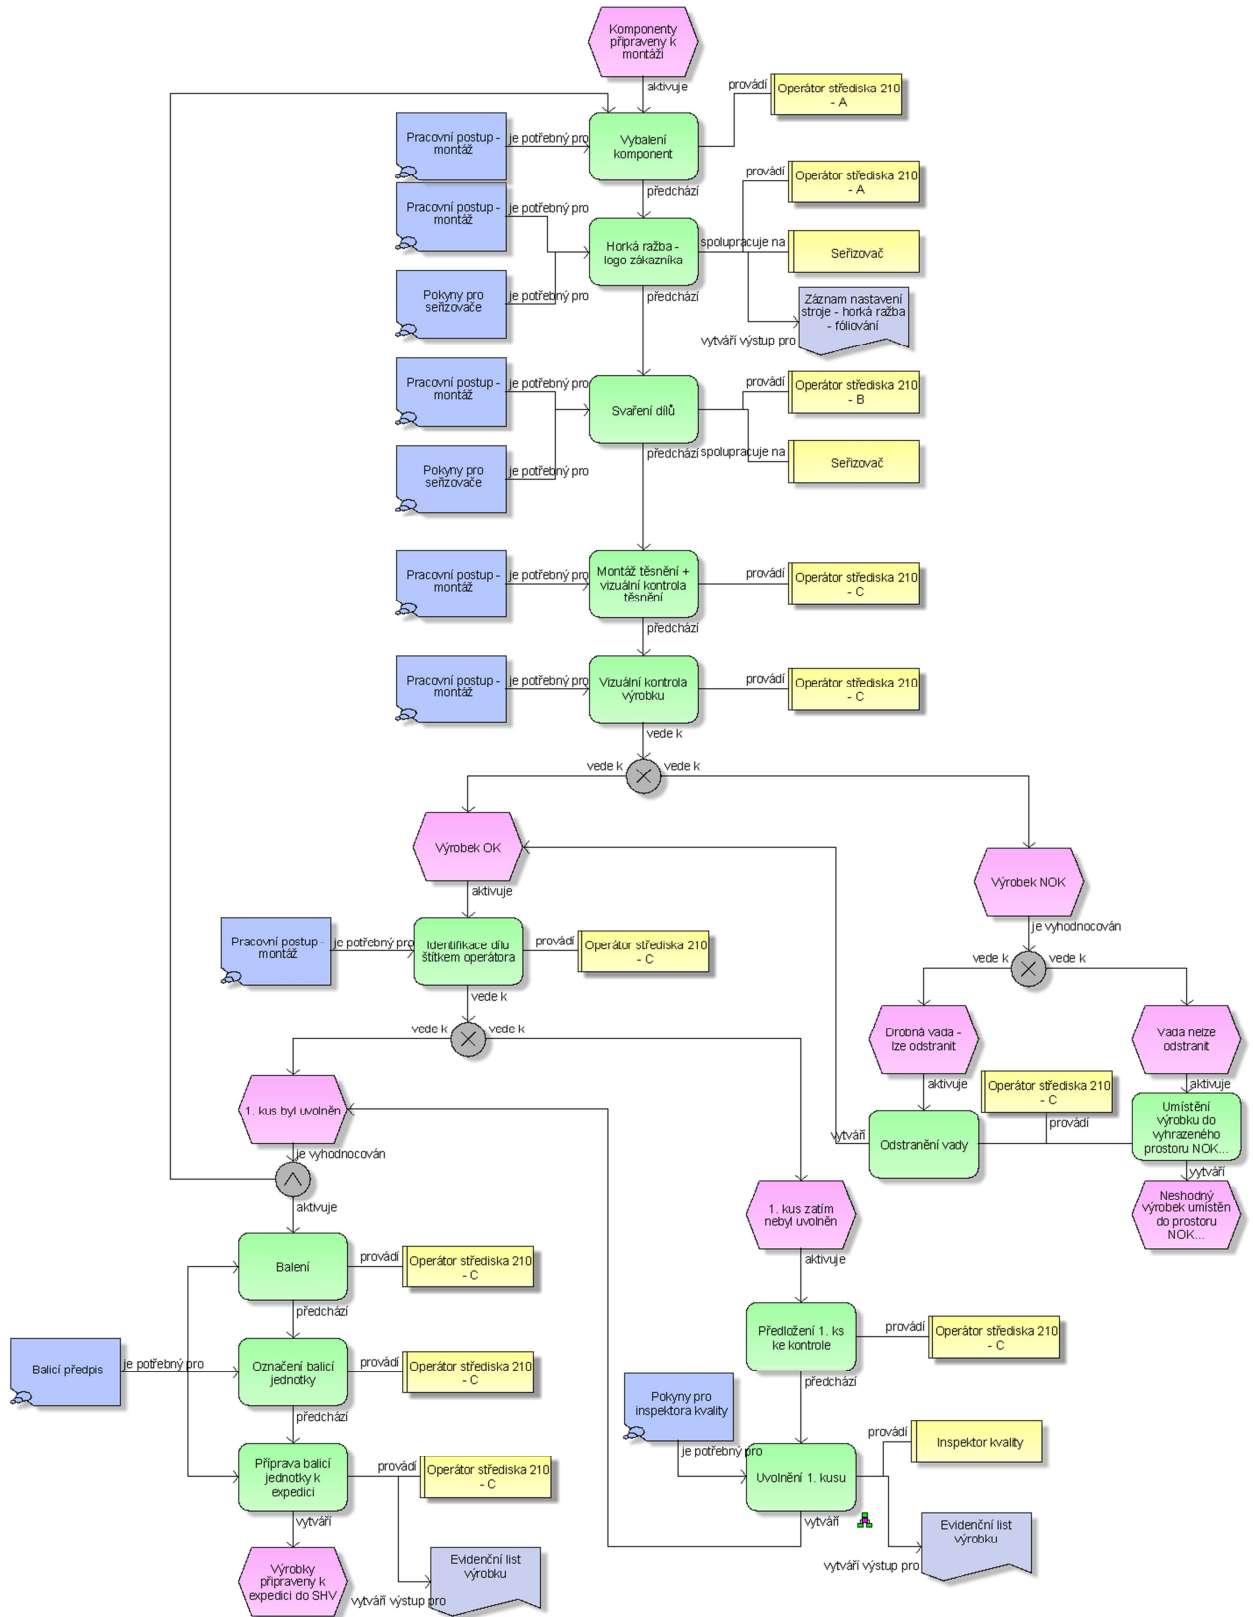 Komponenty
připraveny k
montáži
aktivuje
provádí
Operátor střediska 210
- A
Pracovní postup -
montáž
je potřebný pro
Vybalení
komponent
předchází
provádí
Operátor střediska 210
- A
Pracovní postup -
montáž
je potřebný pro
Horká ražba -
logo zákazníka
spolupracuje na
Seřizovač
Pokyny pro
seřizovače
je potřebný pro
předchází
Záznam nastavení
stroje - horká ražba
- fóliování
vytváří výstup pro
Pracovní postup -
montáž
je potřebný pro
Svaření dílů
provádí
Operátor střediska 210
- B
předchází
spolupracuje na
Seřizovač
Pokyny pro
seřizovače
je potřebný pro
Pracovní postup -
montáž
je potřebný pro
Montáž těsnění +
vizuální kontrola
těsnění
provádí
Operátor střediska 210
- C
předchází
Pracovní postup -
montáž
je potřebný pro
Vizuální kontrola
výrobku
provádí
Operátor střediska 210
- C
vede k
vede k
vede k
Výrobek OK
aktivuje
Výrobek NOK
je vyhodnocován
Pracovní postup -
montáž
je potřebný pro
Identifikace dílu
štítkem operátora
provádí
Operátor střediska 210
- C
vede k
vede k
vede k
vede k
vede k
Drobná vada -
lze odstranit
aktivuje
Vada nelze
odstranit
aktivuje
Operátor střediska 210
- C
provádí
vytváří
Odstranění vady
Umístění
výrobku do
vyhrazeného
prostoru NOK...
vytváří
Neshodný
výrobek umístěn
do prostoru
NOK...
1. kus byl uvolněn
je vyhodnocován
aktivuje
1. kus zatím
nebyl uvolněn
aktivuje
Balení
provádí
Operátor střediska 210
- C
předchází
Předložení 1. ks
ke kontrole
provádí
Operátor střediska 210
- C
předchází
Balicí předpis
je potřebný pro
Označení balicí
jednotky
provádí
Operátor střediska 210
- C
předchází
Pokyny pro
inspektora kvality
je potřebný pro
Uvolnění 1. kusu
provádí
Inspektor kvality
vytváří
Evidenční list
výrobku
vytváří výstup pro
Příprava balicí
jednotky k
expedici
provádí
Operátor střediska 210
- C
vytváří
Výrobky
připraveny k
expedici do SHV
Evidenční list
výrobku
vytváří výstup pro